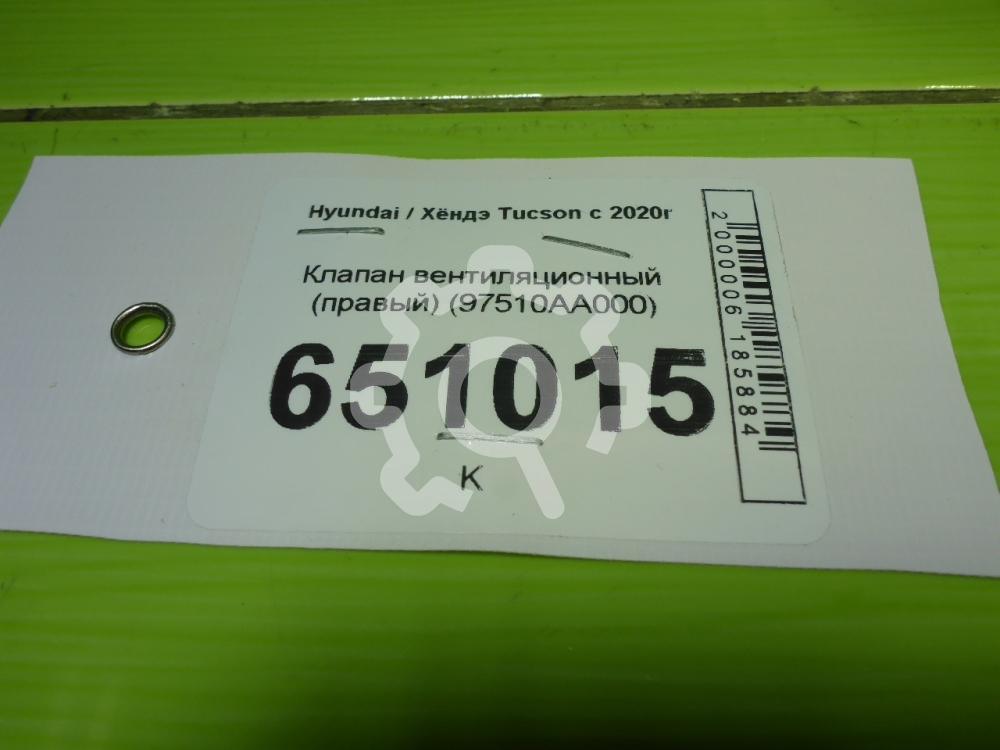 Hyundai / Хёндэ Tucson с 2020г
Клапан вентиляционный
(правый) (97510AA000)
651015
К
2000006185884